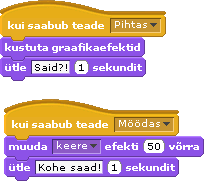 kui saabub teade Pihtas
kustuta graafikaefektid
ütle Said?! 1 sekundit
kui saabub teade Möödas
muuda keere efekti 50 võrra
ütle Kohe saad! 1 sekundit